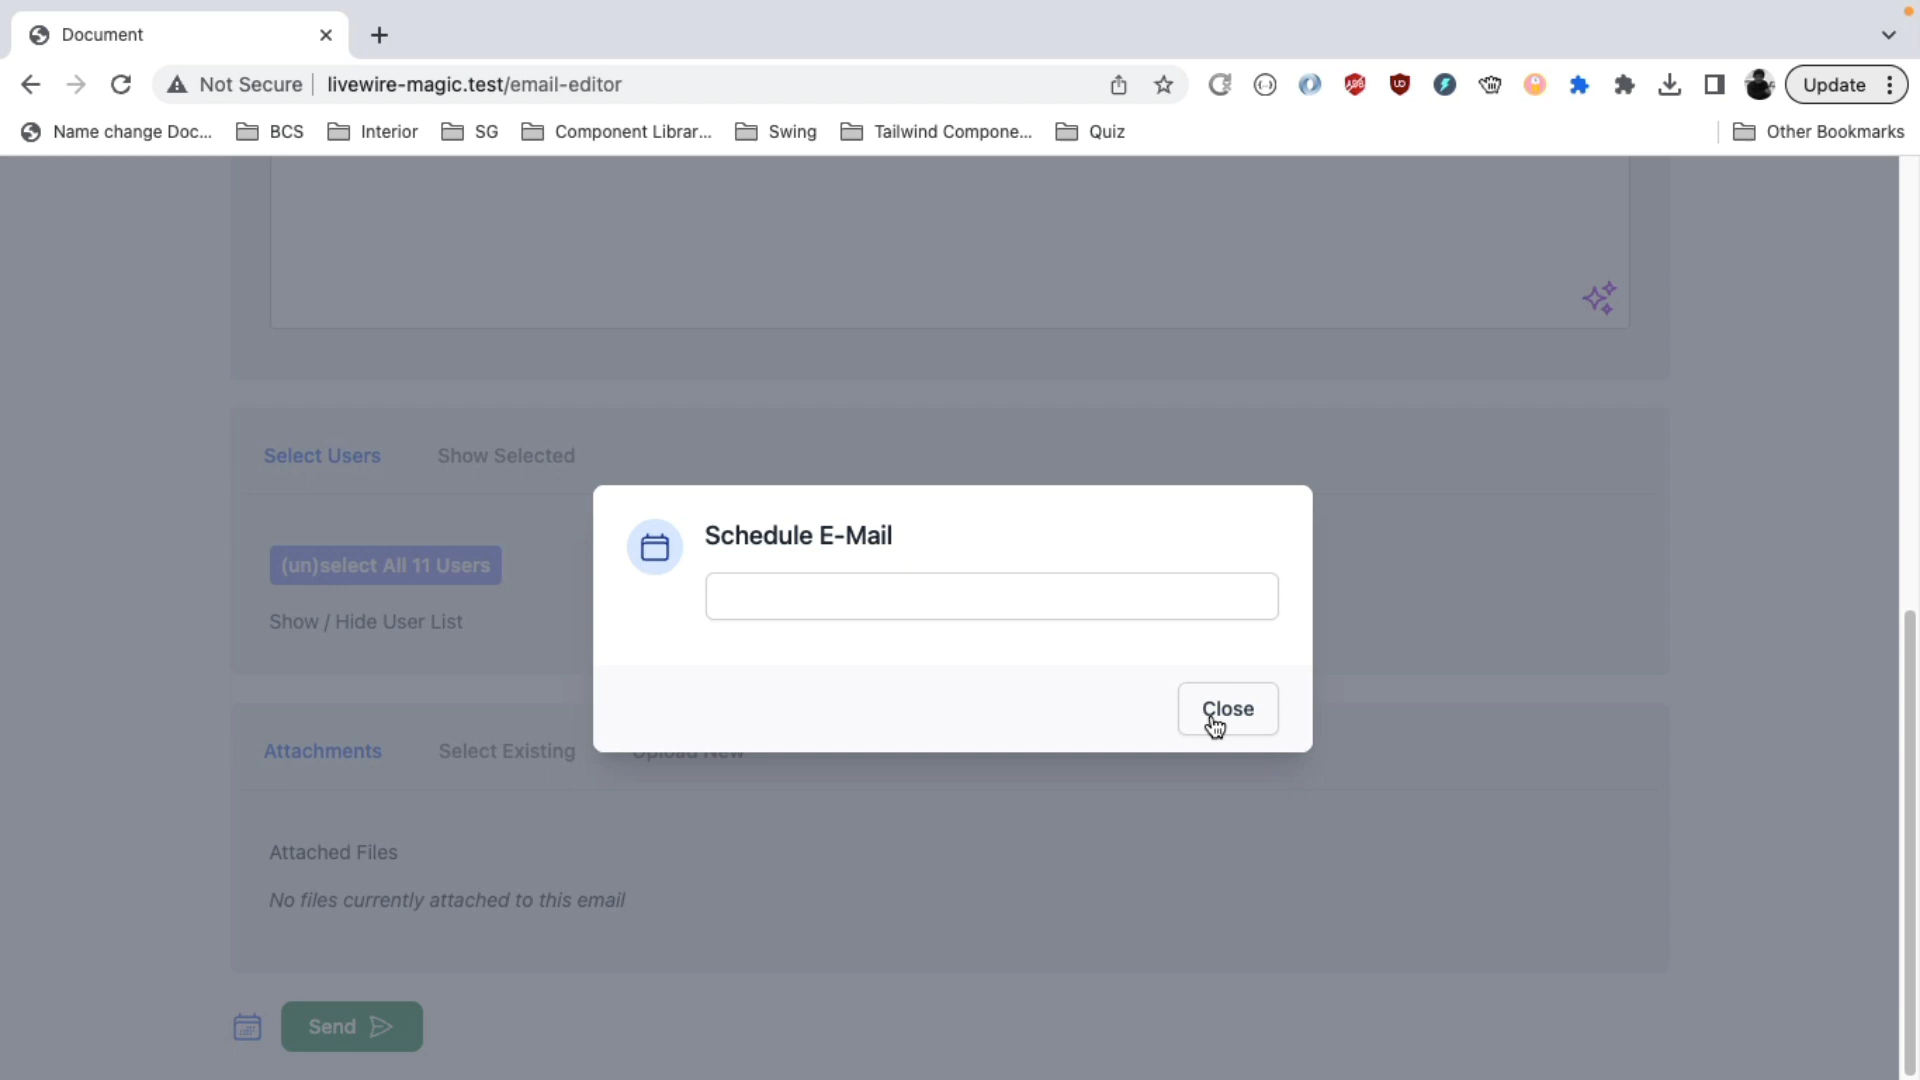 Document
Not Secure livewire-magic.test/email-editor
Update
Name change Doc... BCS Interior SG Component Librar... Swing Tailwind Compone... Quiz Other Bookmarks
Select Users Show Selected
Schedule E-Mail
(un)select All 11 Users
Show / Hide User List
Close
Attachments Select Existing Upload New
Attached Files
No files currently attached to this email
Send